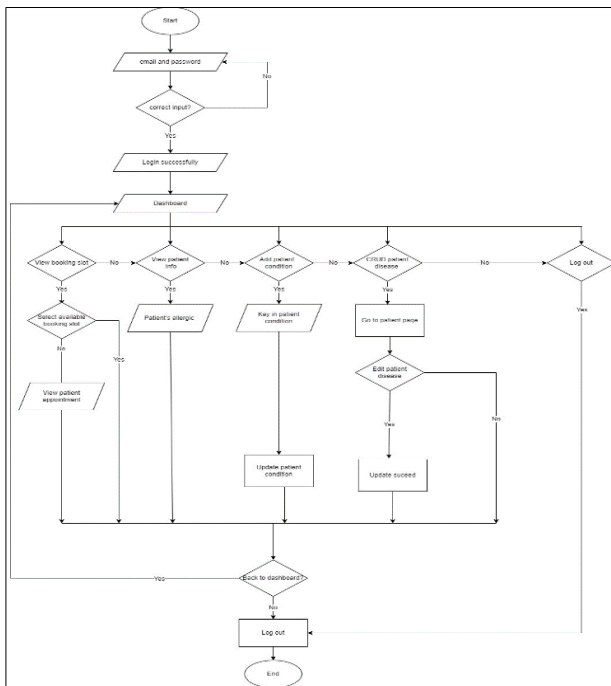 Start
email and password
No
correct input?
Yes
Login successfully
Dashboard
View booking slot
No
View patient
info
No
Add patient
condition
No
CRUD patient
disease
No
Log out
Yes
Yes
Yes
Yes
Yes
Select available
booking slot
Patient's allergic
Key in patient
condition
Go to patient page
No
Yes
Edit patient
disease
View patient
appointment
No
Yes
Update patient
condition
Update suceed
Yes
Back to dashboard?
No
Log out
End